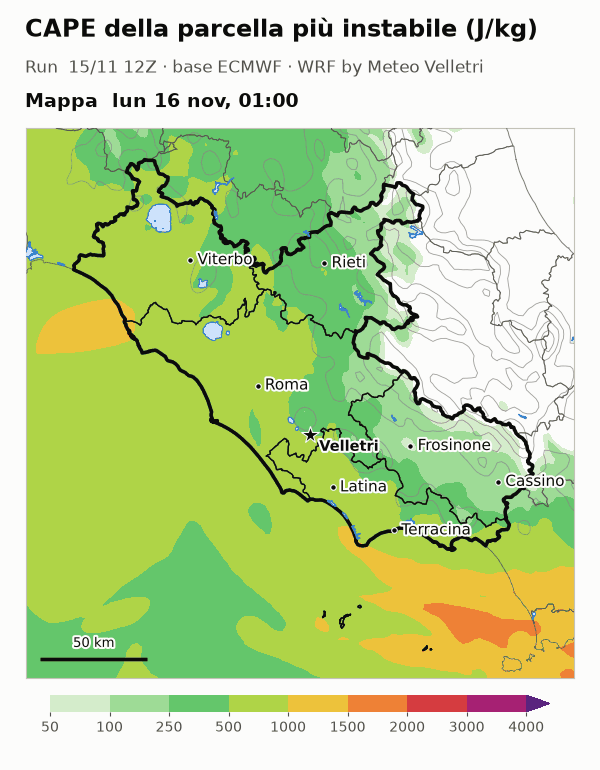 CAPE della parcella più instabile (J/kg)
Run  15/11 12Z · base ECMWF · WRF by Meteo Velletri
Mappa  lun 16 nov, 01:00
Viterbo
Rieti
Roma
Velletri
Frosinone
Cassino
Latina
Terracina
50 km
50 100 250 500 1000 1500 2000 3000 4000